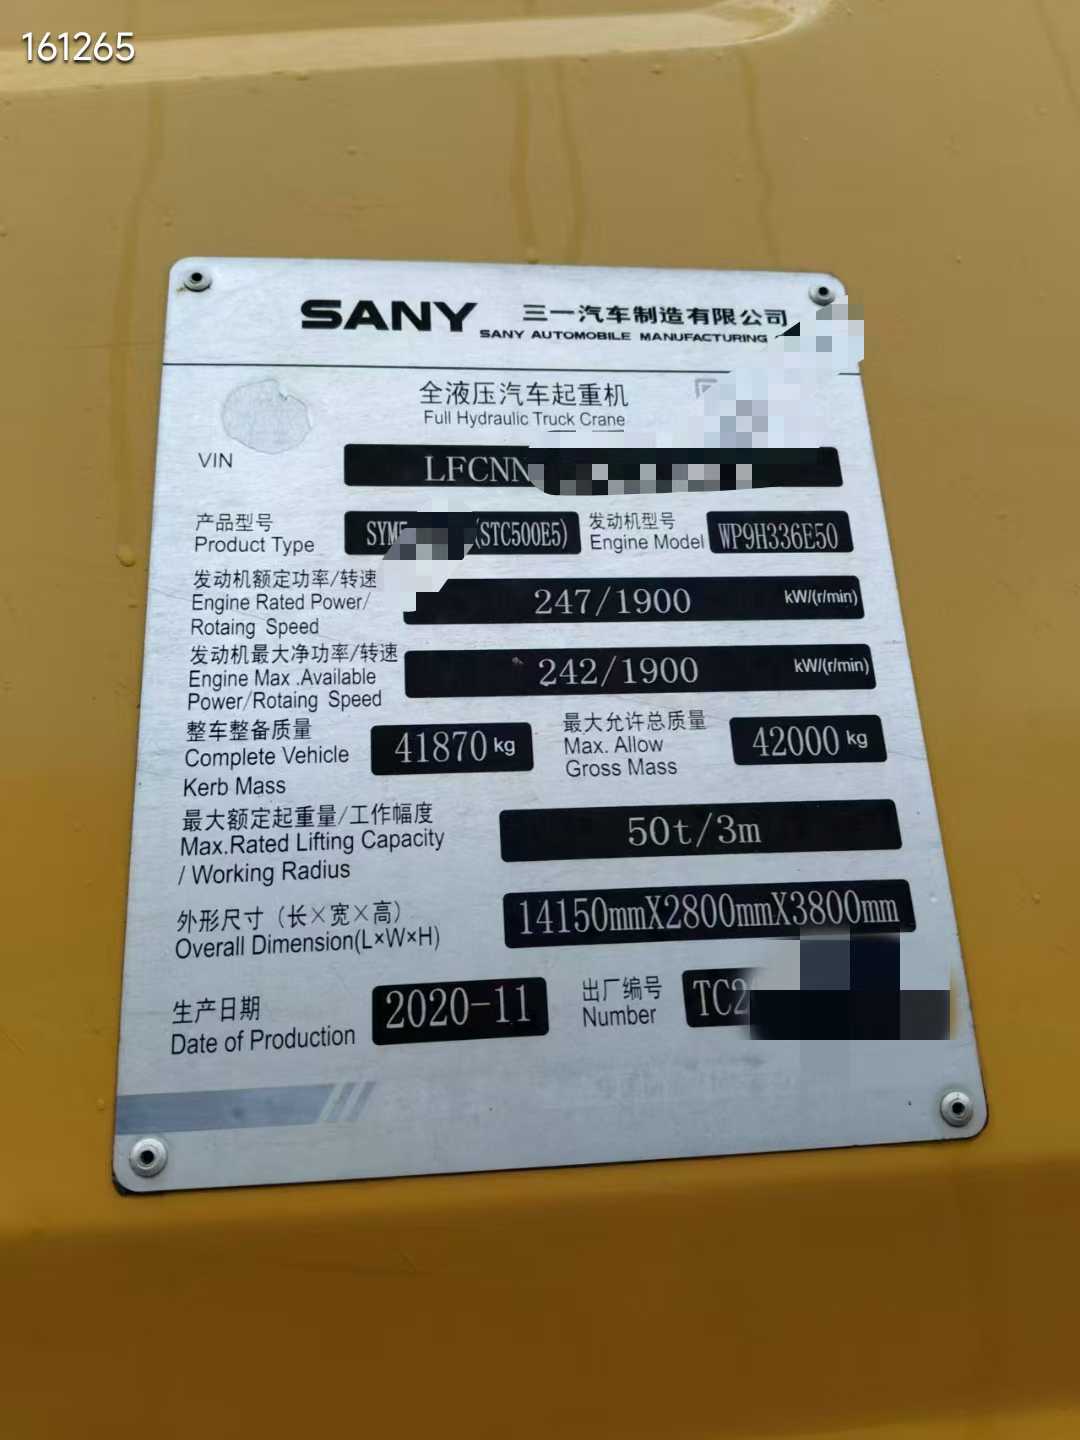 161265
SANY 三一汽车制造有限公司
SANY AUTOMOBILE MANUFACTURING
全液压汽车起重机
Full Hydraulic Truck Crane
VIN LFCNN
产品型号 SYM5 (STC500E5) 发动机型号 WP9H336E50
Product Type Engine Model
发动机额定功率/转速
Engine Rated Power/ 247/1900 kW/(r/min)
Rotaing Speed
发动机最大净功率/转速
Engine Max .Available 242/1900 kW/(r/min)
Power/Rotaing Speed
整车整备质量 最大允许总质量
Complete Vehicle 41870 kg Max. Allow 42000 kg
Kerb Mass Gross Mass
最大额定起重量/工作幅度
Max.Rated Lifting Capacity 50t/3m
/ Working Radius
外形尺寸（长×宽×高） 14150mmX2800mmX3800mm
Overall Dimension(L×W×H)
生产日期 2020-11 出厂编号 TC2
Date of Production Number